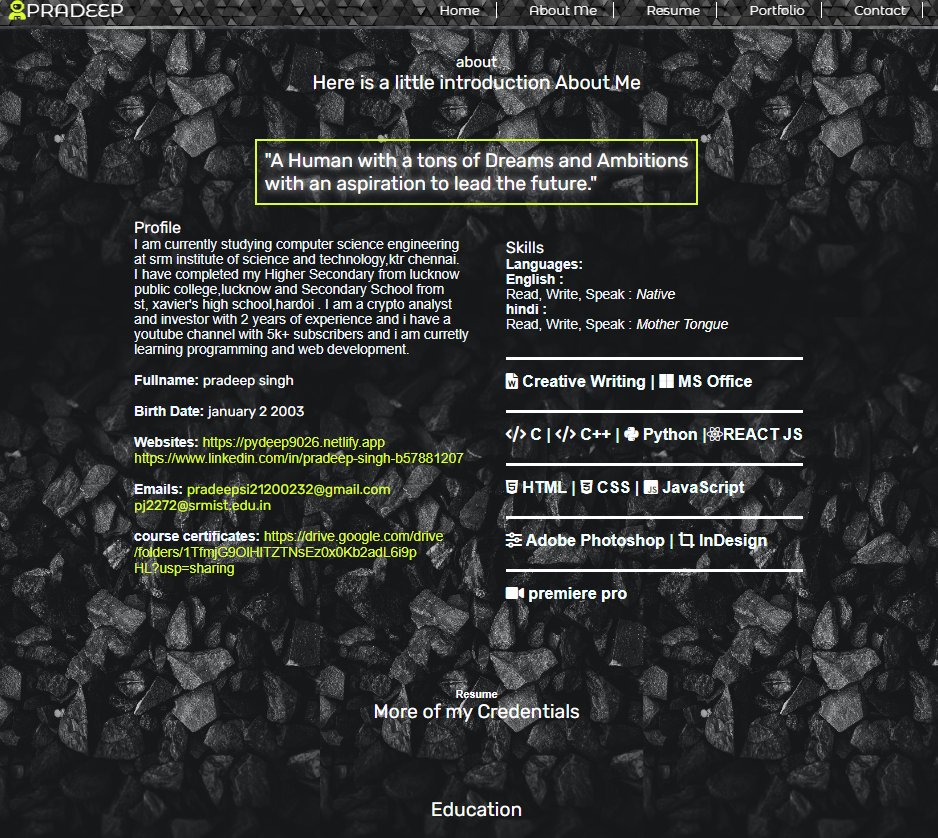 PRADEEP
Home | About Me | Resume | Portfolio | Contact |
about
Here is a little introduction About Me
"A Human with a tons of Dreams and Ambitions
with an aspiration to lead the future."
Profile
I am currently studying computer science engineering
at srm institute of science and technology,ktr chennai.
I have completed my Higher Secondary from lucknow
public college,lucknow and Secondary School from
st, xavier's high school,hardoi . I am a crypto analyst
and investor with 2 years of experience and i have a
youtube channel with 5k+ subscribers and i am curretly
learning programming and web development.
Fullname: pradeep singh
Birth Date: january 2 2003
Websites: https://pydeep9026.netlify.app
https://www.linkedin.com/in/pradeep-singh-b57881207
Emails: pradeepsi21200232@gmail.com
pj2272@srmist.edu.in
course certificates: https://drive.google.com/drive
/folders/1TfmjG9OIHITZTNsEz0x0Kb2adL6i9p
HL?usp=sharing
Skills
Languages:
English :
Read, Write, Speak : Native
hindi :
Read, Write, Speak : Mother Tongue
Creative Writing | MS Office
C | C++ | Python | REACT JS
HTML | CSS | JavaScript
Adobe Photoshop | InDesign
premiere pro
Resume
More of my Credentials
Education